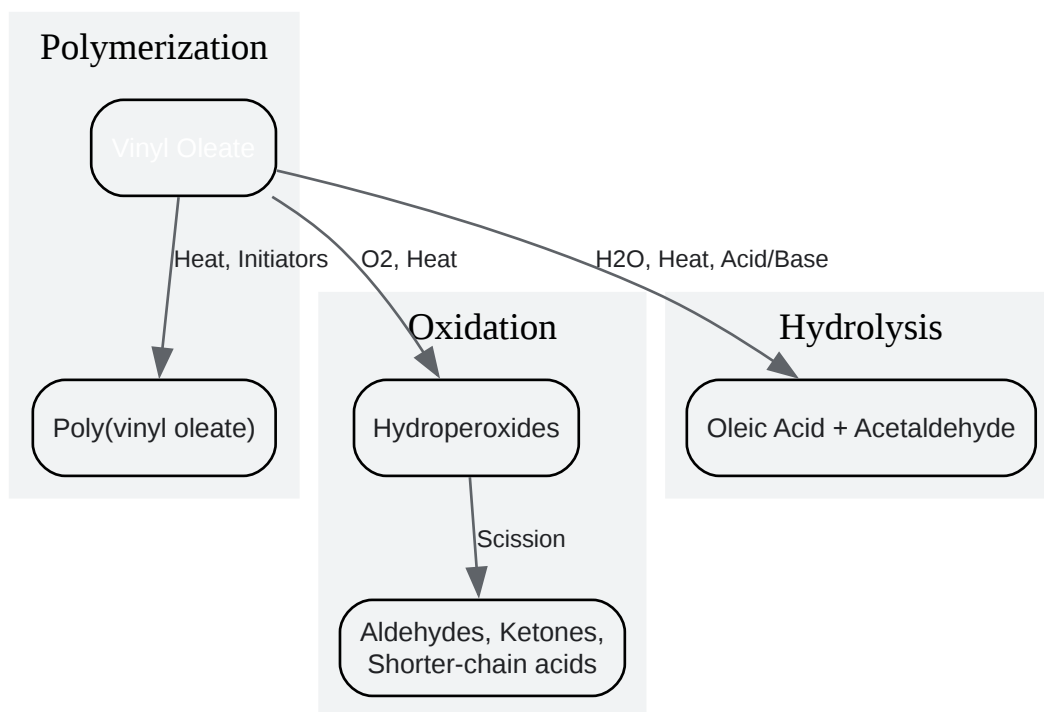 Polymerization
Vinyl Oleate
Heat, Initiators
O2, Heat
H2O, Heat, Acid/Base
Oxidation
Hydrolysis
Poly(vinyl oleate)
Hydroperoxides
Oleic Acid + Acetaldehyde
Scission
Aldehydes, Ketones,
Shorter-chain acids